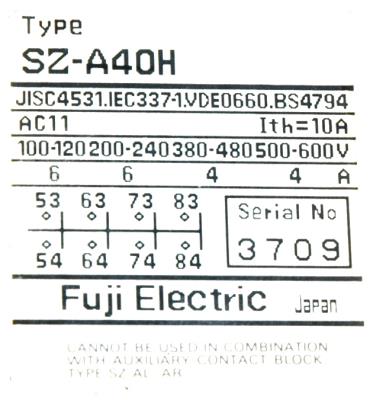 Type
SZ-A40H
JISC4531.IEC337-1.VDE0660.BS4794
AC11 Ith=10A
100-120 200-240 380-480 500-600V
6 6 4 4 A
53 63 73 83
54 64 74 84
Serial No
3709
Fuji Electric Japan
CANNOT BE USED IN COMBINATION
WITH AUXILIARY CONTACT BLOCK
TYPE SZ-AL, AR